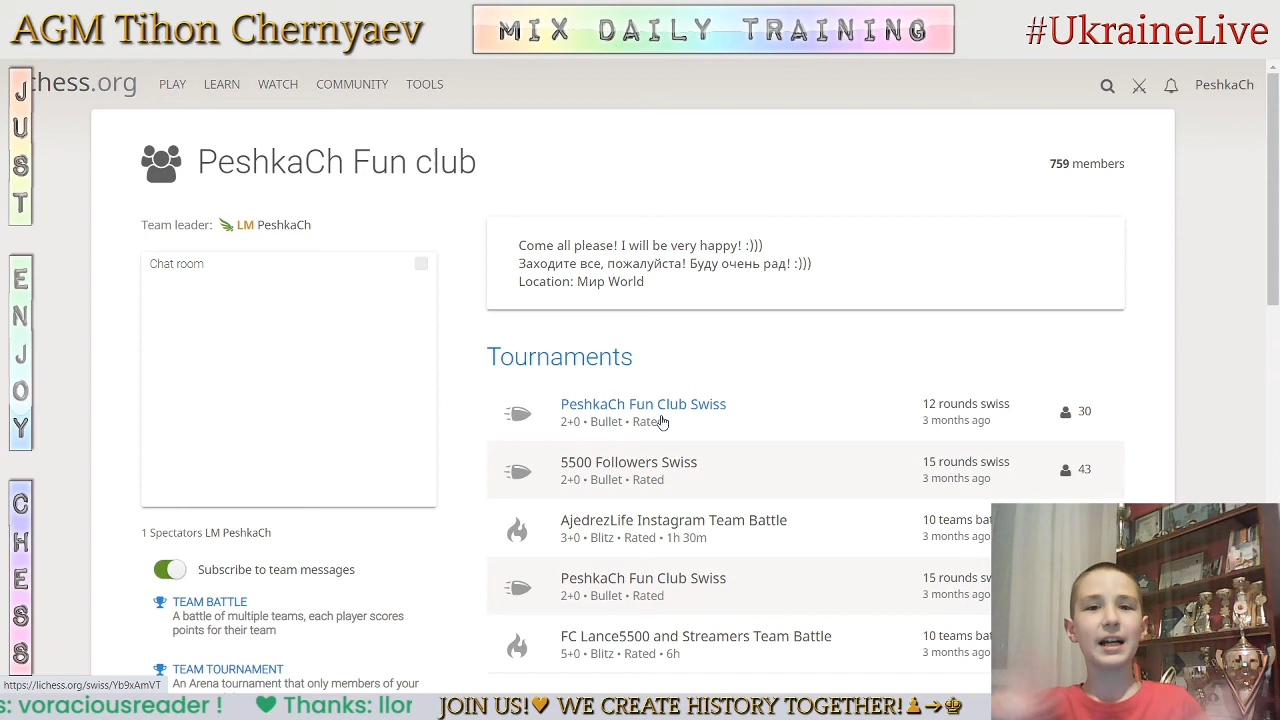 AGM Tihon Chernyaev
MIX DAILY TRAINING
#UkraineLive
JUST
ENJOY
CHESS
chess.org
PLAY
LEARN
WATCH
COMMUNITY
TOOLS
PeshkaCh
PeshkaCh Fun club
759 members
Team leader: LM PeshkaCh
Chat room
Come all please! I will be very happy! :)))
Заходите все, пожалуйста! Буду очень рад! :)))
Location: Мир World
Tournaments
PeshkaCh Fun Club Swiss
2+0 • Bullet • Rated
12 rounds swiss
3 months ago
30
5500 Followers Swiss
2+0 • Bullet • Rated
15 rounds swiss
3 months ago
43
AjedrezLife Instagram Team Battle
3+0 • Blitz • Rated • 1h 30m
10 teams bat
3 months ago
PeshkaCh Fun Club Swiss
2+0 • Bullet • Rated
15 rounds swiss
3 months ago
FC Lance5500 and Streamers Team Battle
5+0 • Blitz • Rated • 6h
10 teams bat
3 months ago
1 Spectators LM PeshkaCh
Subscribe to team messages
TEAM BATTLE
A battle of multiple teams, each player scores
points for their team
TEAM TOURNAMENT
An Arena tournament that only members of your
https://lichess.org/swiss/Yb9xAmVT
s: voraciousreader ! ♥ Thanks: llor
JOIN US!♥ WE CREATE HISTORY TOGETHER!♟→♚